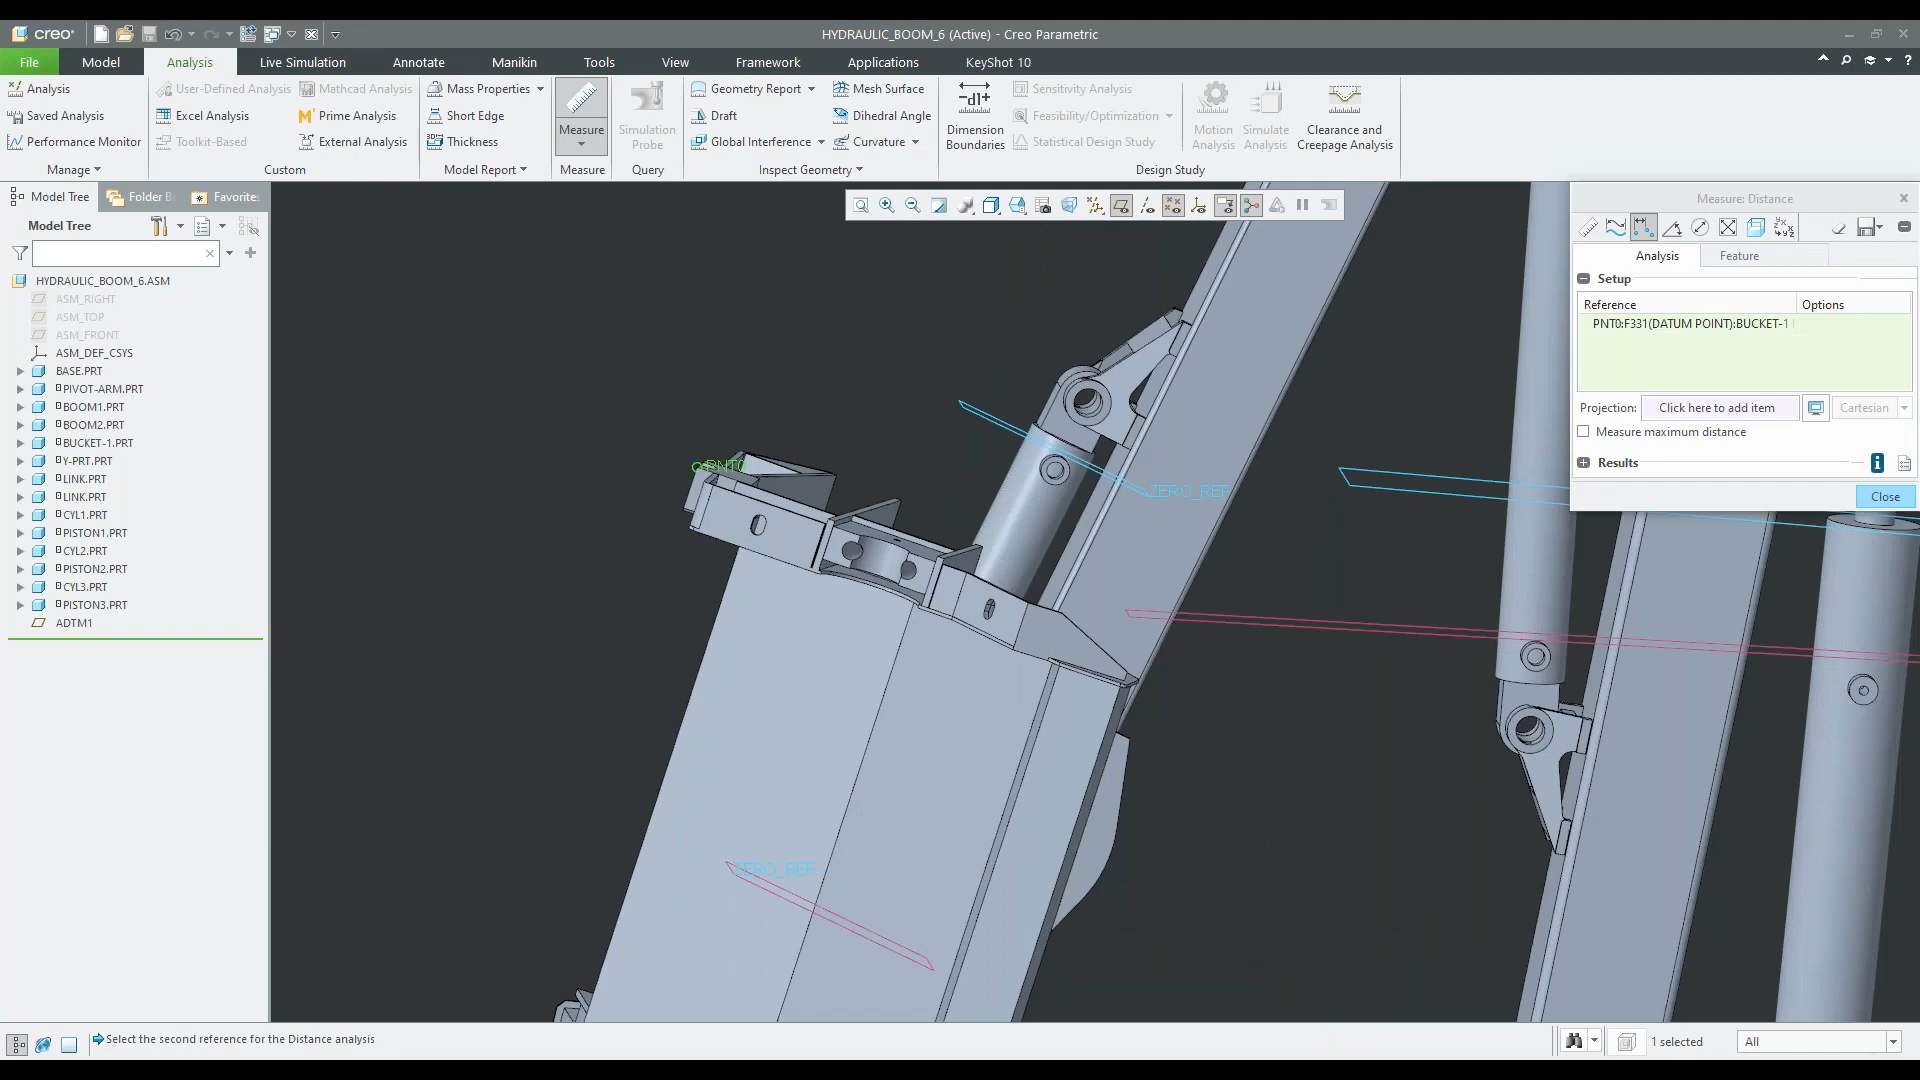 creo
HYDRAULIC_BOOM_6 (Active) - Creo Parametric
File
Model
Analysis
Live Simulation
Annotate
Manikin
Tools
View
Framework
Applications
KeyShot 10
Analysis
User-Defined Analysis
Mathcad Analysis
Mass Properties
Geometry Report
Mesh Surface
Sensitivity Analysis
Saved Analysis
Excel Analysis
Prime Analysis
Short Edge
Draft
Dihedral Angle
Feasibility/Optimization
Performance Monitor
Toolkit-Based
External Analysis
Thickness
Global Interference
Curvature
Statistical Design Study
Measure
Simulation
Probe
Dimension
Boundaries
Motion
Analysis
Simulate
Analysis
Clearance and
Creepage Analysis
Manage
Custom
Model Report
Measure
Query
Inspect Geometry
Design Study
Model Tree
Folder B
Favorites
Model Tree
HYDRAULIC_BOOM_6.ASM
ASM_RIGHT
ASM_TOP
ASM_FRONT
ASM_DEF_CSYS
BASE.PRT
PIVOT-ARM.PRT
BOOM1.PRT
BOOM2.PRT
BUCKET-1.PRT
Y-PRT.PRT
LINK.PRT
LINK.PRT
CYL1.PRT
PISTON1.PRT
CYL2.PRT
PISTON2.PRT
CYL3.PRT
PISTON3.PRT
ADTM1
PNT0
ZERO_REF
ZERO_REF
Measure: Distance
Analysis
Feature
Setup
Reference
Options
PNT0:F331(DATUM POINT):BUCKET-1
Projection:
Click here to add item
Cartesian
Measure maximum distance
Results
Close
Select the second reference for the Distance analysis
1 selected
All